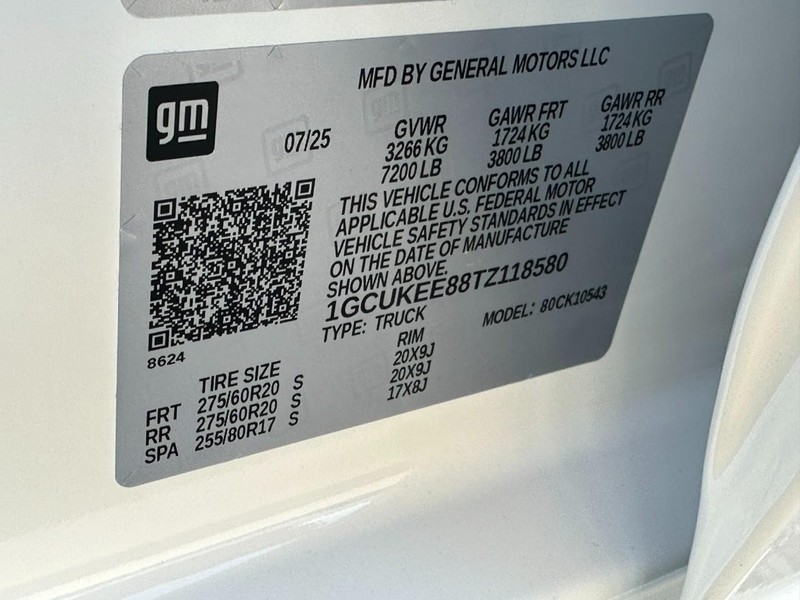 gm
MFD BY GENERAL MOTORS LLC
07/25
GVWR GAWR FRT GAWR RR
3266 KG 1724 KG 1724 KG
7200 LB 3800 LB 3800 LB
THIS VEHICLE CONFORMS TO ALL
APPLICABLE U.S. FEDERAL MOTOR
VEHICLE SAFETY STANDARDS IN EFFECT
ON THE DATE OF MANUFACTURE
SHOWN ABOVE.
1GCUKEE88TZ118580
TYPE: TRUCK MODEL: 80CK10543
8624
TIRE SIZE RIM
FRT 275/60R20 S 20X9J
RR 275/60R20 S 20X9J
SPA 255/80R17 S 17X8J